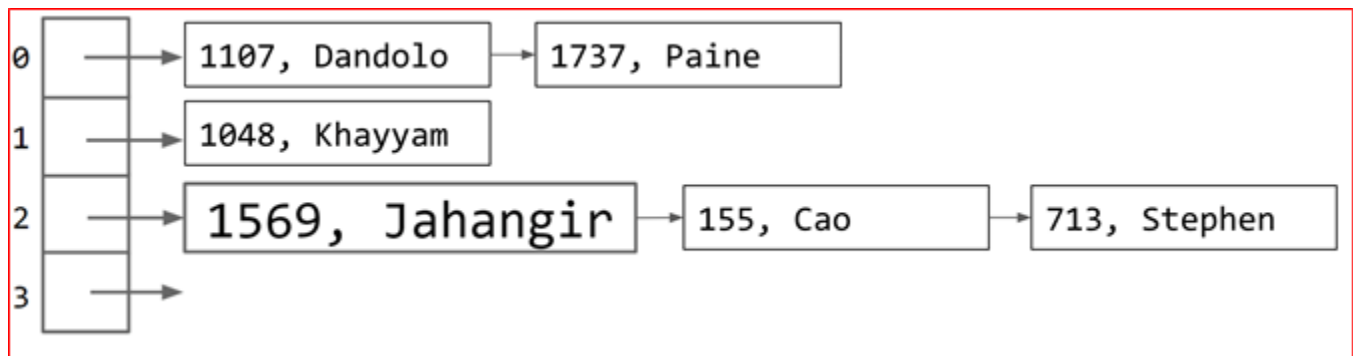 0 1107, Dandolo 1737, Paine
1 1048, Khayyam
2 1569, Jahangir 155, Cao 713, Stephen
3